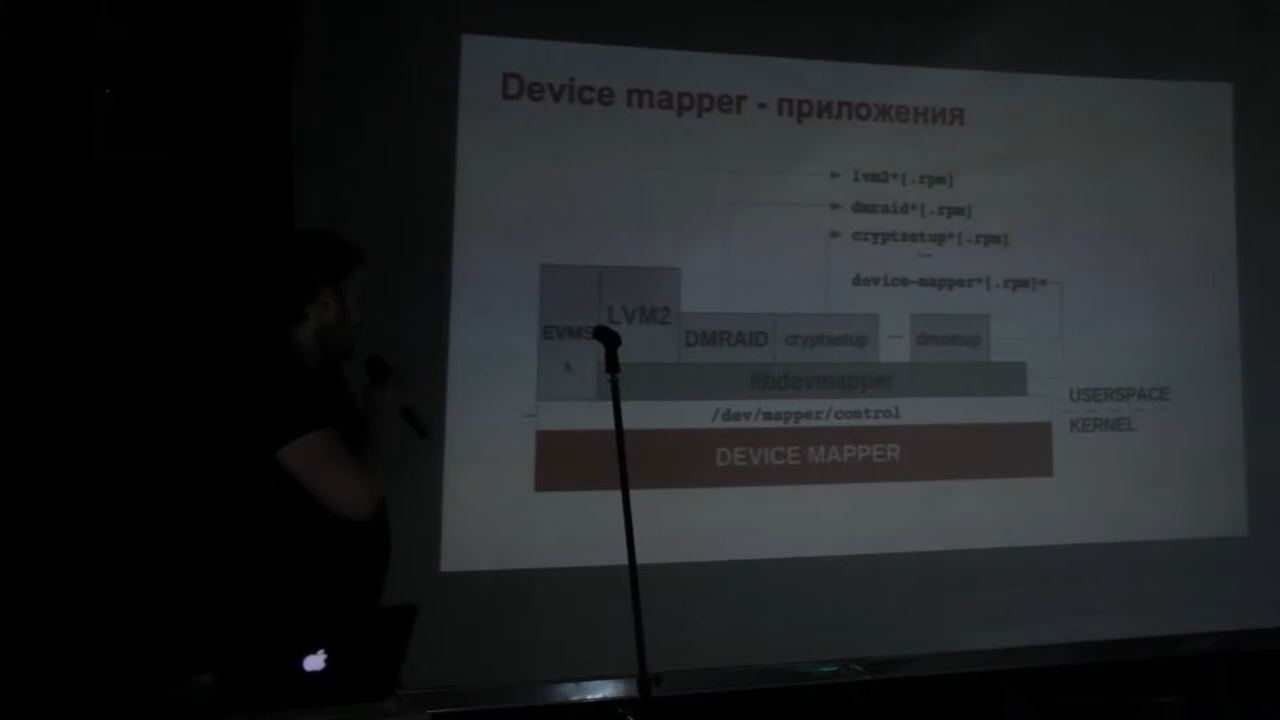 Device mapper - приложения
lvm2*[.rpm]
dmraid*[.rpm]
cryptsetup*[.rpm]
...
device-mapper*[.rpm]
EVMS
LVM2
DMRAID
cryptsetup
...
dmsetup
libdevmapper
/dev/mapper/control
USERSPACE
KERNEL
DEVICE MAPPER